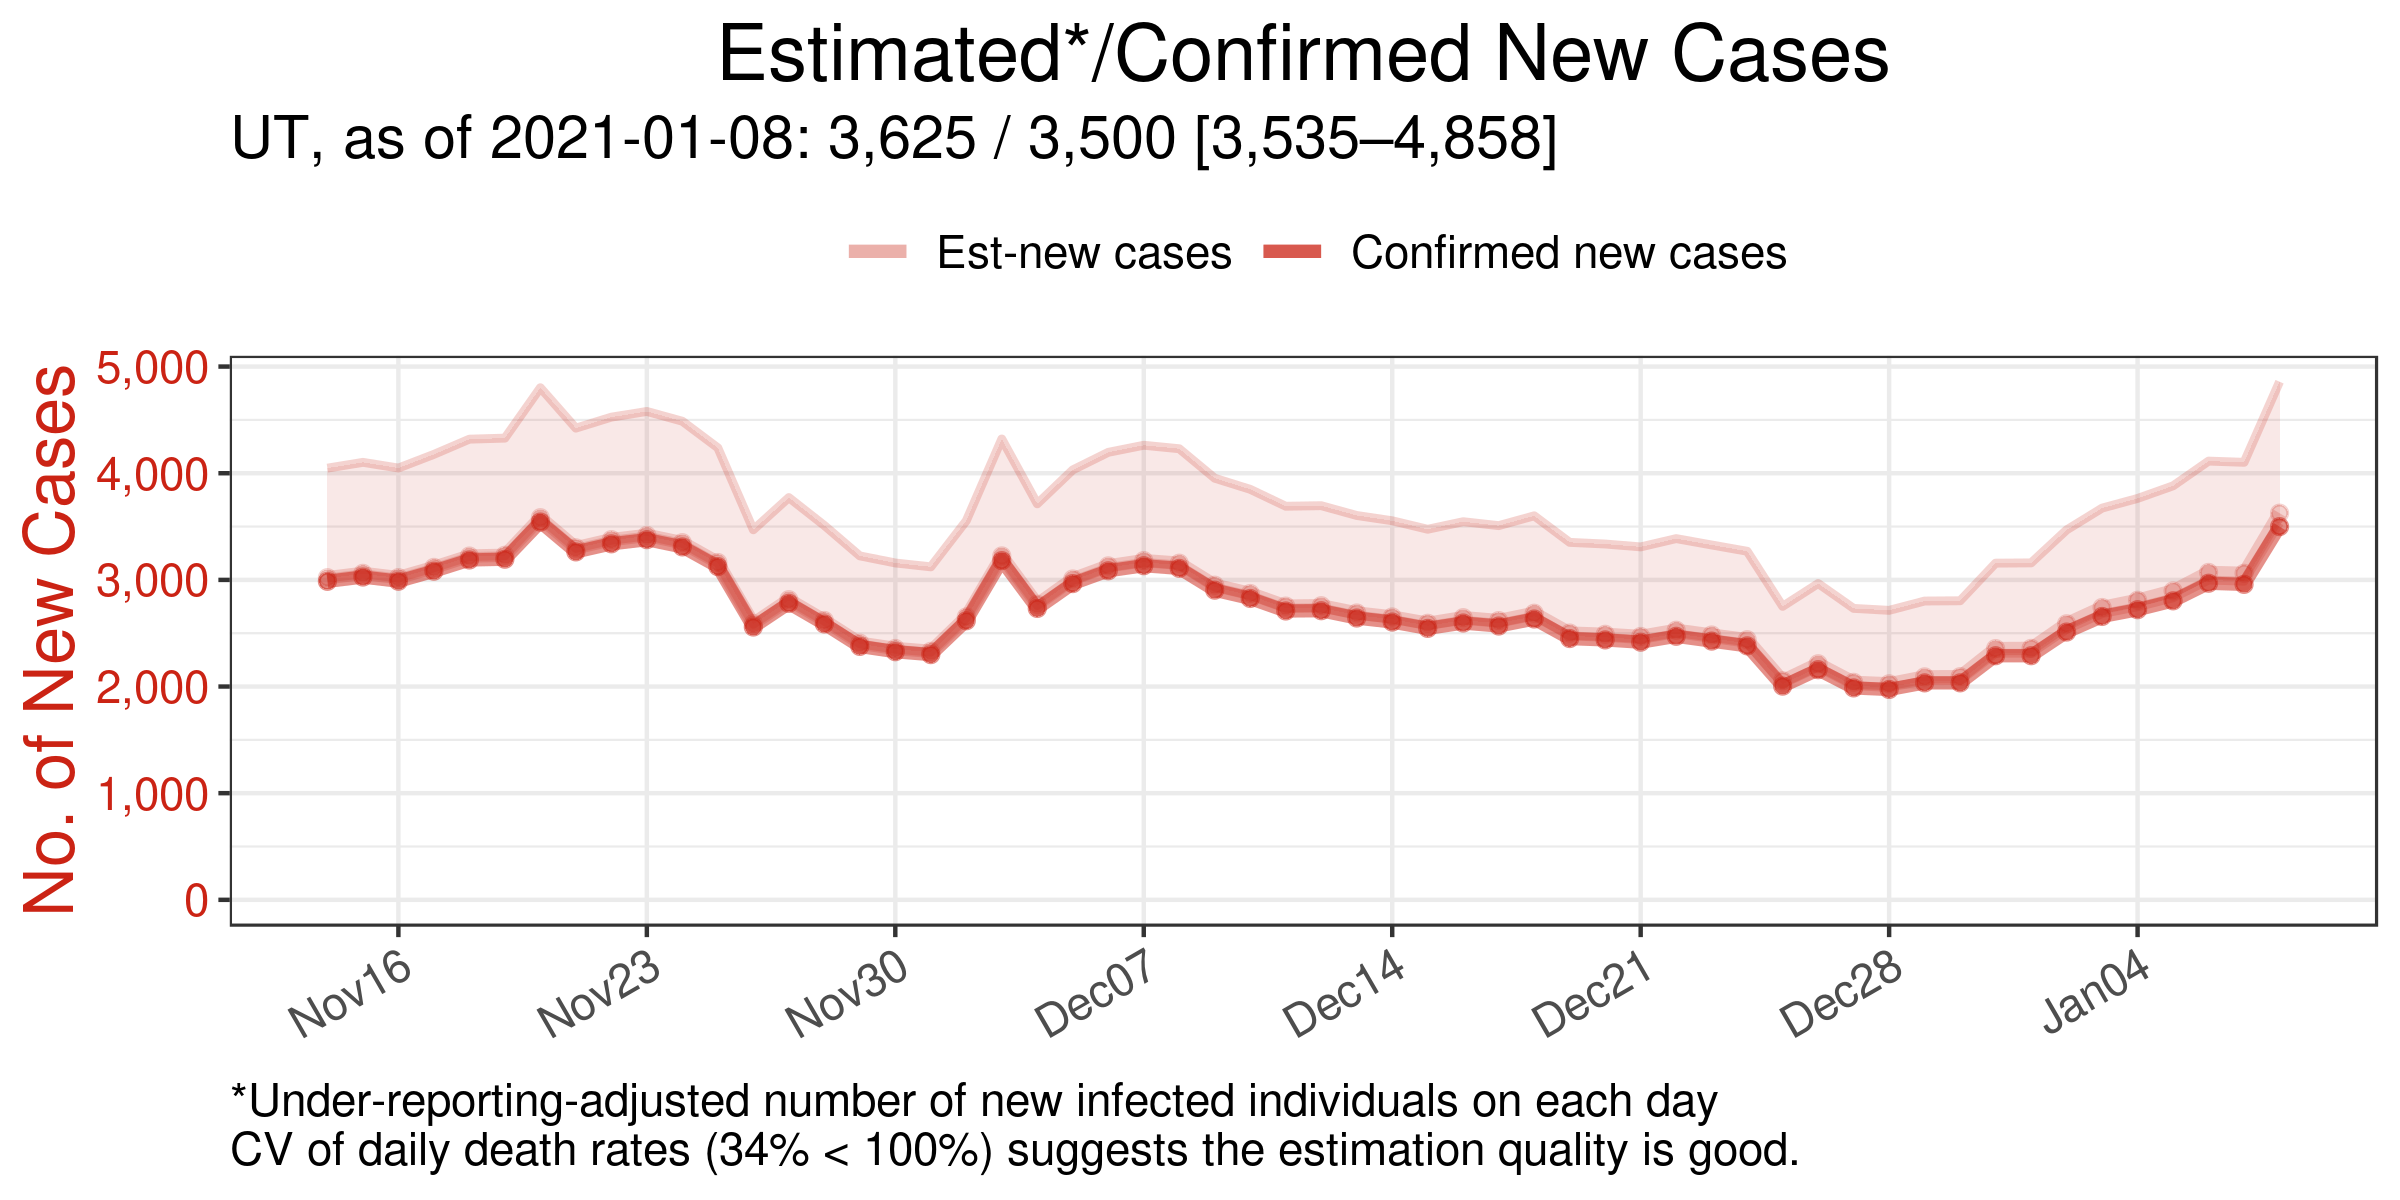 Estimated*/Confirmed New Cases
UT, as of 2021-01-08: 3,625 / 3,500 [3,535–4,858]
Est-new cases Confirmed new cases
No. of New Cases
5,000
4,000
3,000
2,000
1,000
0
Nov16 Nov23 Nov30 Dec07 Dec14 Dec21 Dec28 Jan04
*Under-reporting-adjusted number of new infected individuals on each day
CV of daily death rates (34% < 100%) suggests the estimation quality is good.